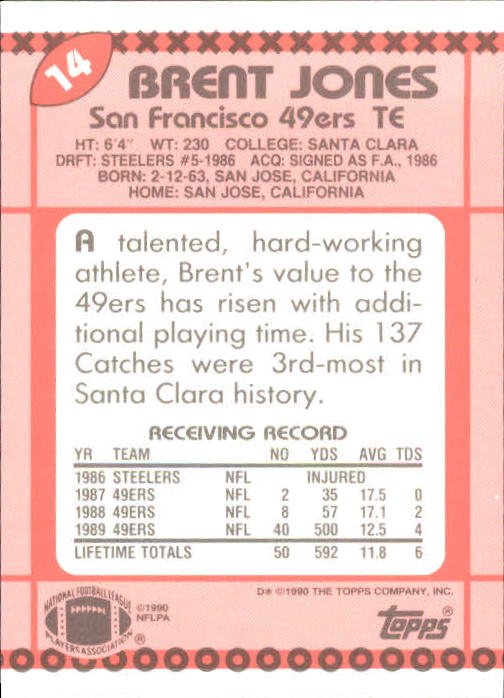 14
BRENT JONES
San Francisco 49ers TE
HT: 6'4" WT: 230 COLLEGE: SANTA CLARA
DRFT: STEELERS #5-1986 ACQ: SIGNED AS F.A., 1986
BORN: 2-12-63, SAN JOSE, CALIFORNIA
HOME: SAN JOSE, CALIFORNIA
A talented, hard-working
athlete, Brent's value to the
49ers has risen with addi-
tional playing time. His 137
Catches were 3rd-most in
Santa Clara history.
RECEIVING RECORD
YR TEAM NO YDS AVG TDS
1986 STEELERS NFL INJURED
1987 49ERS NFL 2 35 17.5 0
1988 49ERS NFL 8 57 17.1 2
1989 49ERS NFL 40 500 12.5 4
LIFETIME TOTALS 50 592 11.8 6
D* ©1990 THE TOPPS COMPANY, INC.
NATIONAL FOOTBALL LEAGUE
PLAYERS ASSOCIATION ®
©1990
NFLPA
topps®